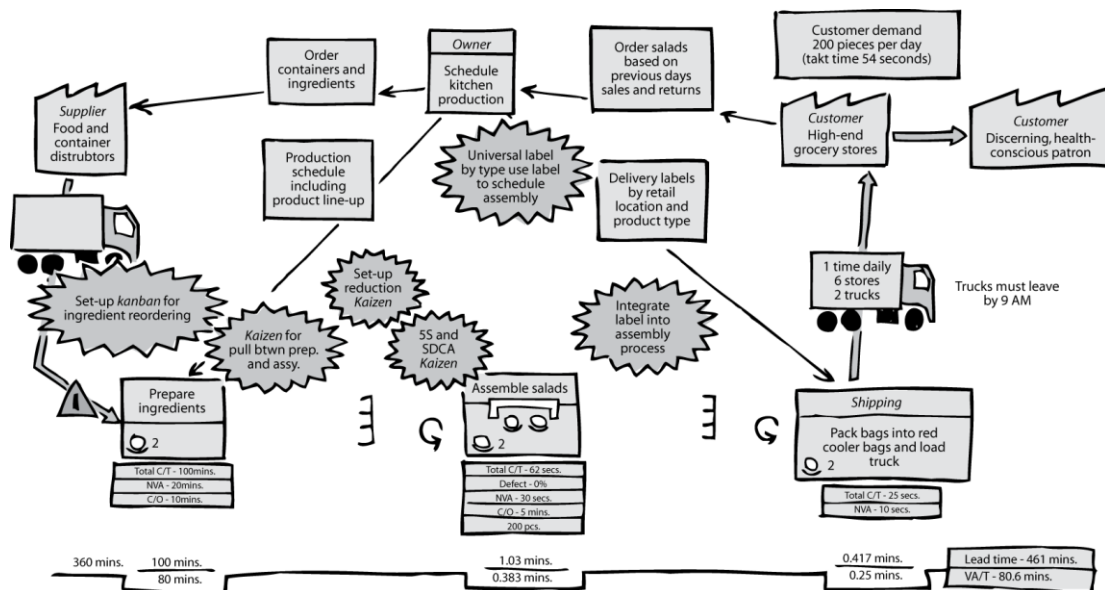 Customer demand
200 pieces per day
(takt time 54 seconds)
Order
containers and
ingredients
Owner
Schedule
kitchen
production
Order salads
based on
previous days
sales and returns
Supplier
Food and
container
distrubtors
Customer
High-end
grocery stores
Customer
Discerning, health-
conscious patron
Production
schedule
including
product line-up
Universal label
by type use label
to schedule
assembly
Delivery labels
by retail
location and
product type
1 time daily
6 stores
2 trucks
Trucks must leave
by 9 AM
Set-up kanban for
ingredient reordering
Set-up
reduction
Kaizen
Kaizen for
pull btwn prep.
and assy.
5S and
SDCA
Kaizen
Integrate
label into
assembly
process
I
Prepare
ingredients
2
Total C/T - 100mins.
NVA - 20mins.
C/O - 10mins.
Assemble salads
2
Total C/T - 62 secs.
Defect - 0%
NVA - 30 secs.
C/O - 5 mins.
200 pcs.
Shipping
Pack bags into red
cooler bags and load
truck
2
Total C/T - 25 secs.
NVA - 10 secs.
360 mins.
100 mins.
80 mins.
1.03 mins.
0.383 mins.
0.417 mins.
0.25 mins.
Lead time - 461 mins.
VA/T - 80.6 mins.